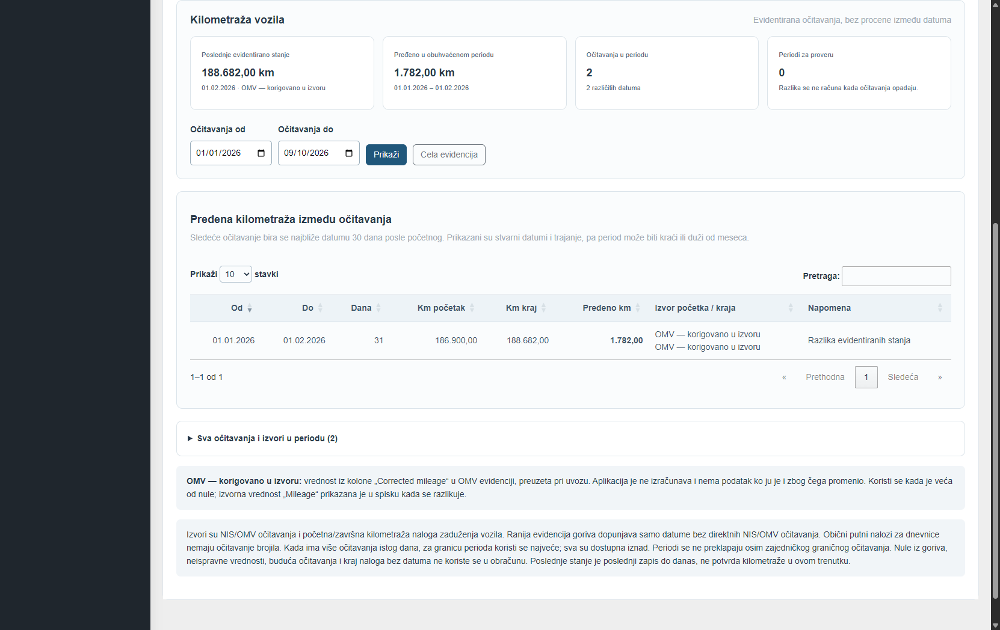 Kilometraža vozila
Evidentirana očitavanja, bez procene između datuma
Poslednje evidentirano stanje
188.682,00 km
01.02.2026 · OMV — korigovano u izvoru
Pređeno u obuhvaćenom periodu
1.782,00 km
01.01.2026 – 01.02.2026
Očitavanja u periodu
2
2 različitih datuma
Periodi za proveru
0
Razlika se ne računa kada očitavanja opadaju.
Očitavanja od
Očitavanja do
01/01/2026
09/10/2026
Prikaži
Cela evidencija
Pređena kilometraža između očitavanja
Sledeće očitavanje bira se najbliže datumu 30 dana posle početnog. Prikazani su stvarni datumi i trajanje, pa period može biti kraći ili duži od meseca.
Prikaži 10 stavki
Pretraga:
Od Do Dana Km početak Km kraj Pređeno km Izvor početka / kraja Napomena
01.01.2026 01.02.2026 31 186.900,00 188.682,00 1.782,00 OMV — korigovano u izvoru Razlika evidentiranih stanja
OMV — korigovano u izvoru
1–1 od 1
« Prethodna 1 Sledeća »
Sva očitavanja i izvori u periodu (2)
OMV — korigovano u izvoru: vrednost iz kolone „Corrected mileage“ u OMV evidenciji, preuzeta pri uvozu. Aplikacija je ne izračunava i nema podatak ko ju je i zbog čega promenio. Koristi se kada je veća
od nule; izvorna vrednost „Mileage“ prikazana je u spisku kada se razlikuje.
Izvori su NIS/OMV očitavanja i početna/završna kilometraža naloga zaduženja vozila. Ranija evidencija goriva dopunjava samo datume bez direktnih NIS/OMV očitavanja. Obični putni nalozi za dnevnice
nemaju očitavanje brojila. Kada ima više očitavanja istog dana, za granicu perioda koristi se najveće; sva su dostupna iznad. Periodi se ne preklapaju osim zajedničkog graničnog očitavanja. Nule iz goriva,
neispravne vrednosti, buduća očitavanja i kraj naloga bez datuma ne koriste se u obračunu. Poslednje stanje je poslednji zapis do danas, ne potvrda kilometraže u ovom trenutku.